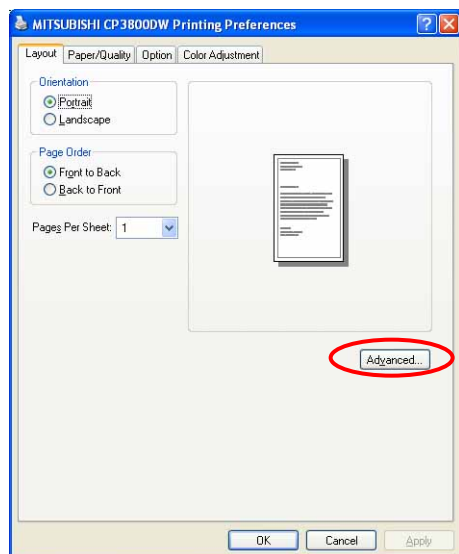 MITSUBISHI CP3800DW Printing Preferences
Layout Paper/Quality Option Color Adjustment
Orientation
Portrait
Landscape
Page Order
Front to Back
Back to Front
Pages Per Sheet: 1
Advanced...
OK Cancel Apply